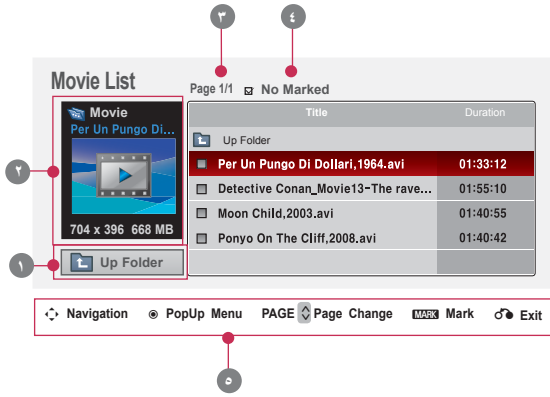 ٣ ٤
Movie List
Page 1/1 No Marked
Movie
Per Un Pungo Di...
704 x 396 668 MB
Up Folder
Title Duration
Up Folder
Per Un Pungo Di Dollari,1964.avi 01:33:12
Detective Conan_Movie13-The rave... 01:55:10
Moon Child,2003.avi 01:40:55
Ponyo On The Cliff,2008.avi 01:40:42
٢
١
Navigation PopUp Menu PAGE Page Change MARK Mark Exit
٥